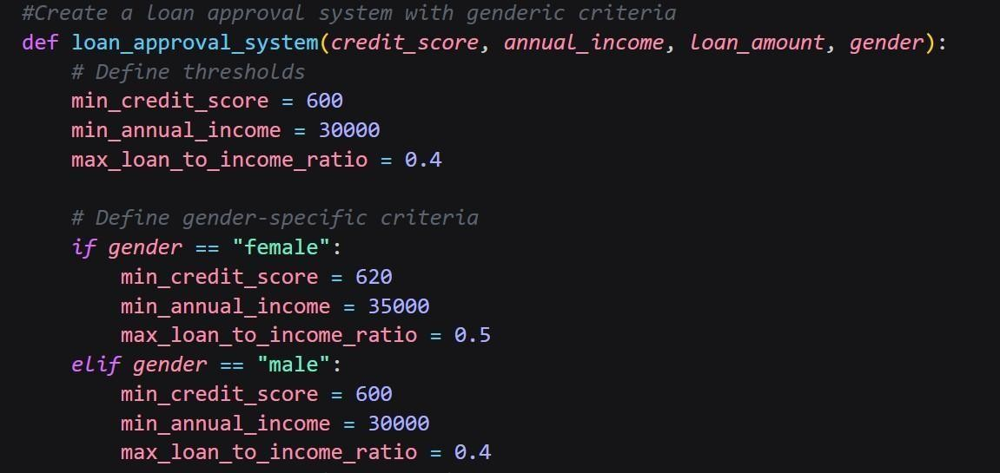 #Create a loan approval system with genderic criteria
def loan_approval_system(credit_score, annual_income, loan_amount, gender):
    # Define thresholds
    min_credit_score = 600
    min_annual_income = 30000
    max_loan_to_income_ratio = 0.4

    # Define gender-specific criteria
    if gender == "female":
        min_credit_score = 620
        min_annual_income = 35000
        max_loan_to_income_ratio = 0.5
    elif gender == "male":
        min_credit_score = 600
        min_annual_income = 30000
        max_loan_to_income_ratio = 0.4